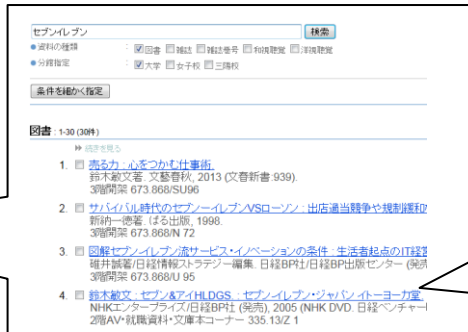 セブンイレブン 検索
●資料の種類 : 図書 雑誌 雑誌巻号 和視聴覚 洋視聴覚
●分館指定 : 大学 女子校 三陽校
条件を細かく指定
図書 : 1-30 (30件)
続きを見る
1. 売る力 : 心をつかむ仕事術.
鈴木敏文著. 文藝春秋, 2013 (文春新書:939).
3階開架 673.868/SU96
2. サバイバル時代のセブン-イレブンVSローソン : 出店過当競争や規制緩和
新納一徳著. ぱる出版, 1998.
3階開架 673.868/N 72
3. 図解セブンイレブン流サービス・イノベーションの条件 : 生活者起点のIT経営
碓井誠著/日経情報ストラテジー編集. 日経BP社/日経BP出版センター (発売
3階開架 673.868/U 95
4. 鈴木敏文 : セブン&アイHLDGS. : セブン-イレブン・ジャパン イトーヨーカ堂.
NHKエンタープライズ/日経BP社 (発売), 2005 (NHK DVD. 日経ベンチャー
2階AV・就職資料・文庫本コーナー 335.13/Z 1